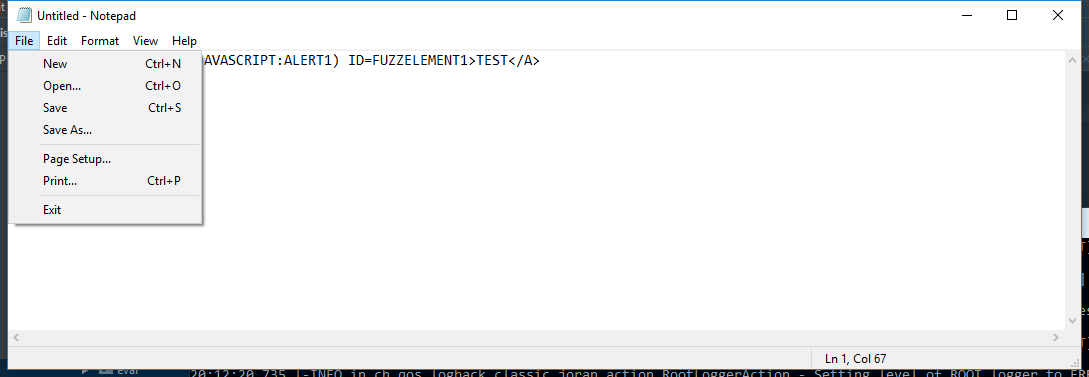 Untitled - Notepad
File Edit Format View Help
AVASCRIPT:ALERT1) ID=FUZZELEMENT1>TEST</A>
New Ctrl+N
Open... Ctrl+O
Save Ctrl+S
Save As...
Page Setup...
Print... Ctrl+P
Exit
Ln 1, Col 67
eval
20:12:20,735 |-INFO in ch.qos.logback.classic.joran.action.RootLoggerAction - Setting level of ROOT logger to